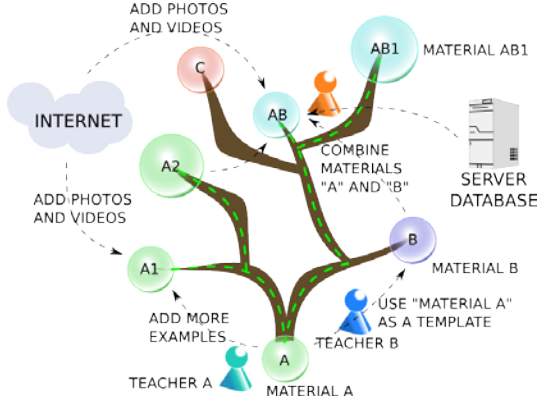 ADD PHOTOS
AND VIDEOS
C
AB1
MATERIAL AB1
INTERNET
AB
A2
COMBINE
MATERIALS
"A" AND "B"
SERVER
DATABASE
ADD PHOTOS
AND VIDEOS
A1
B
MATERIAL B
ADD MORE
EXAMPLES
USE "MATERIAL A"
AS A TEMPLATE
TEACHER B
A
TEACHER A
MATERIAL A